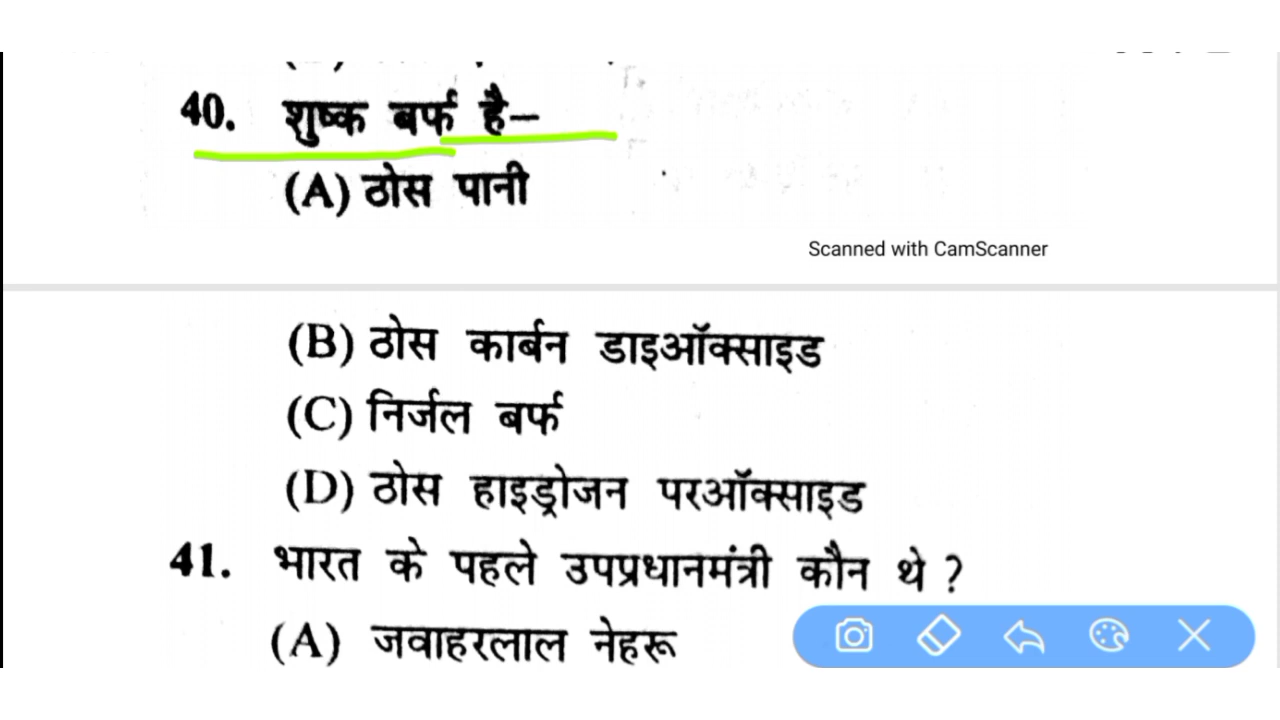 40. शुष्क बर्फ है–
(A) ठोस पानी
Scanned with CamScanner
(B) ठोस कार्बन डाइऑक्साइड
(C) निर्जल बर्फ
(D) ठोस हाइड्रोजन परऑक्साइड
41. भारत के पहले उपप्रधानमंत्री कौन थे ?
(A) जवाहरलाल नेहरू